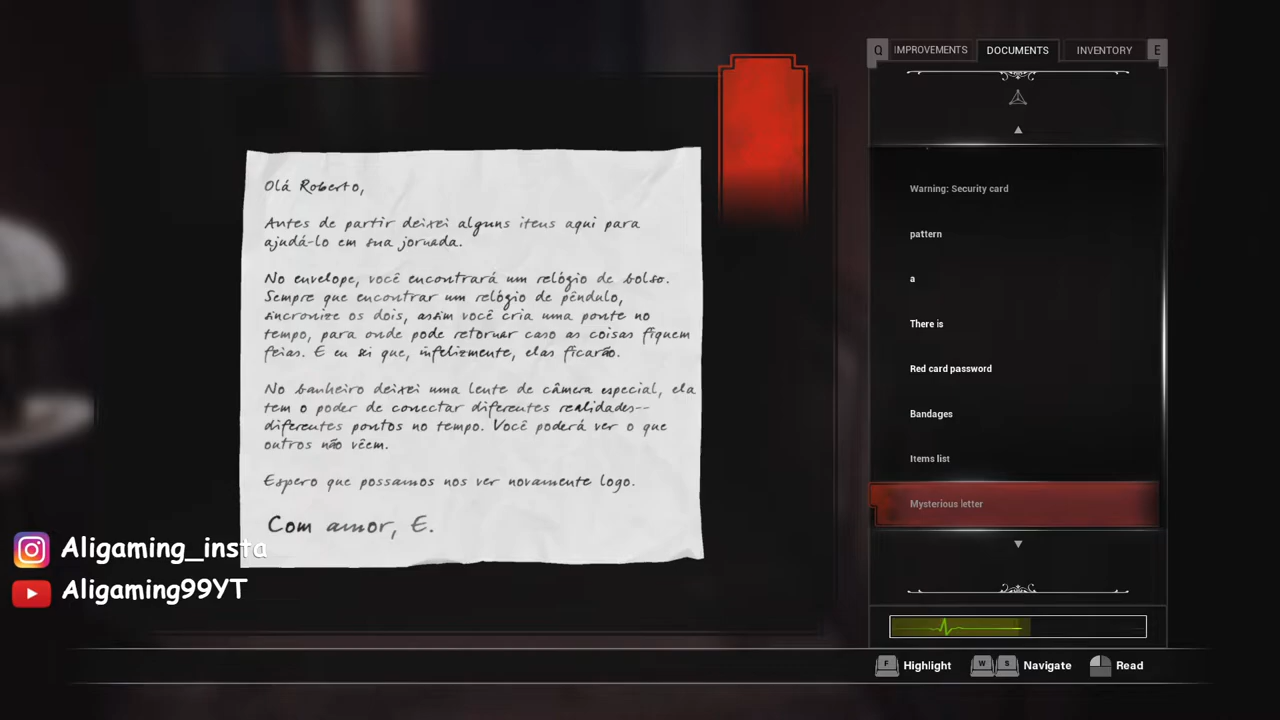 Q IMPROVEMENTS DOCUMENTS INVENTORY E
Olá Roberto,
Antes de partir deixei alguns itens aqui para
ajudá-lo em sua jornada.
No envelope, você encontrará um relógio de bolso.
Sempre que encontrar um relógio de pêndulo,
sincronize os dois, assim você cria uma ponte no
tempo, para onde pode retornar caso as coisas fiquem
feias. E eu sei que, infelizmente, elas ficarão.
No banheiro deixei uma lente de câmera especial, ela
tem o poder de conectar diferentes realidades--
diferentes pontos no tempo. Você poderá ver o que
outros não vêem.
Espero que possamos nos ver novamente logo.
Com amor, E.
Warning: Security card
pattern
a
There is
Red card password
Bandages
Items list
Mysterious letter
Aligaming_insta
Aligaming99YT
F Highlight W S Navigate Read